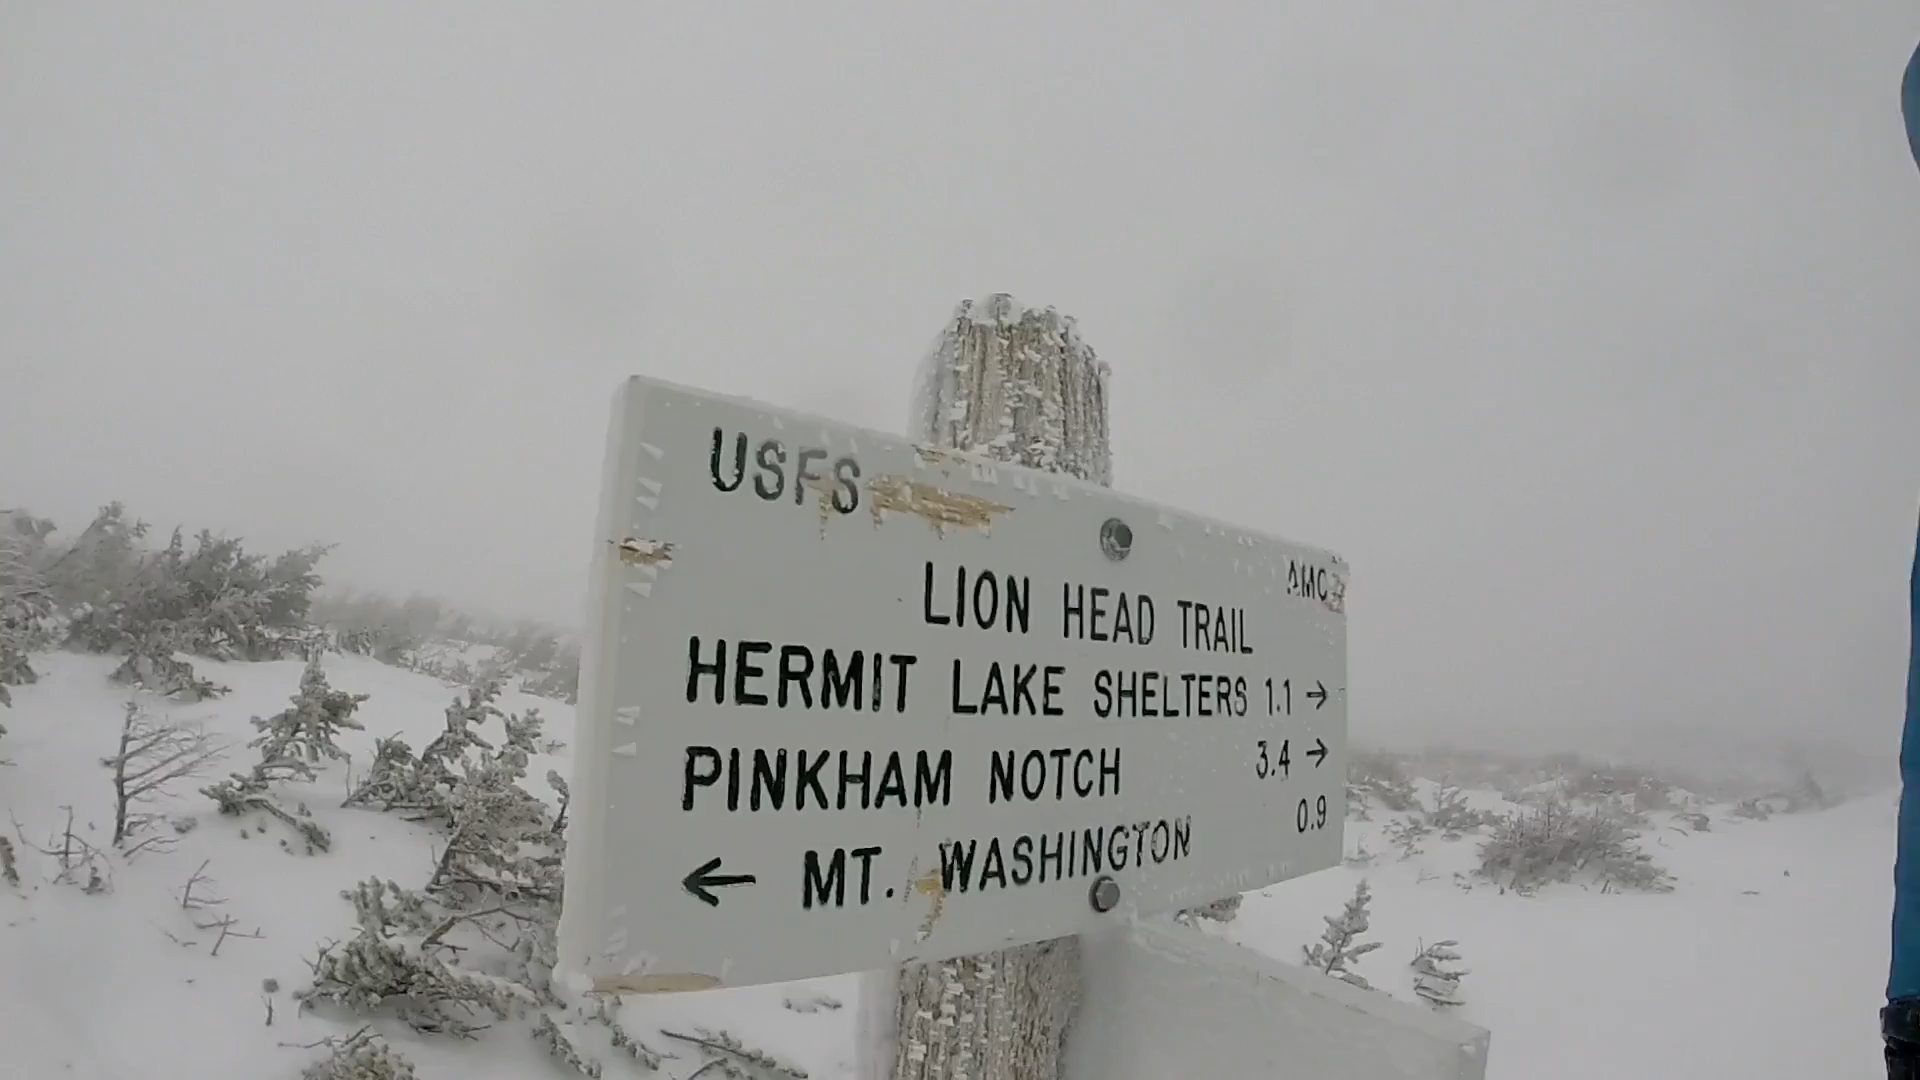 USFS
AMC
LION HEAD TRAIL
HERMIT LAKE SHELTERS 1.1 →
PINKHAM NOTCH 3.4 →
← MT. WASHINGTON 0.9